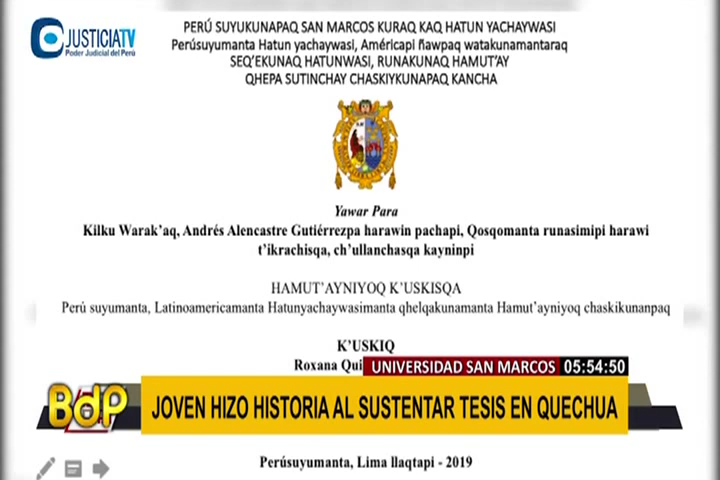 JUSTICIATV
Poder Judicial del Perú
PERÚ SUYUKUNAPAQ SAN MARCOS KURAQ KAQ HATUN YACHAYWASI
Perúsuyumanta Hatun yachaywasi, Américapi ñawpaq watakunamantaraq
SEQ'EKUNAQ HATUNWASI, RUNAKUNAQ HAMUT'AY
QHEPA SUTINCHAY CHASKIYKUNAPAQ KANCHA
Yawar Para
Kilku Warak'aq, Andrés Alencastre Gutiérrezpa harawin pachapi, Qosqomanta runasimipi harawi
t'ikrachisqa, ch'ullanchasqa kayninpi
HAMUT'AYNIYOQ K'USKISQA
Perú suyumanta, Latinoamericamanta Hatunyachaywasimanta qhelqakunamanta Hamut'ayniyoq chaskikunanpaq
K'USKIQ
Roxana Qui
UNIVERSIDAD SAN MARCOS 05:54:50
BdP JOVEN HIZO HISTORIA AL SUSTENTAR TESIS EN QUECHUA
Perúsuyumanta, Lima llaqtapi - 2019